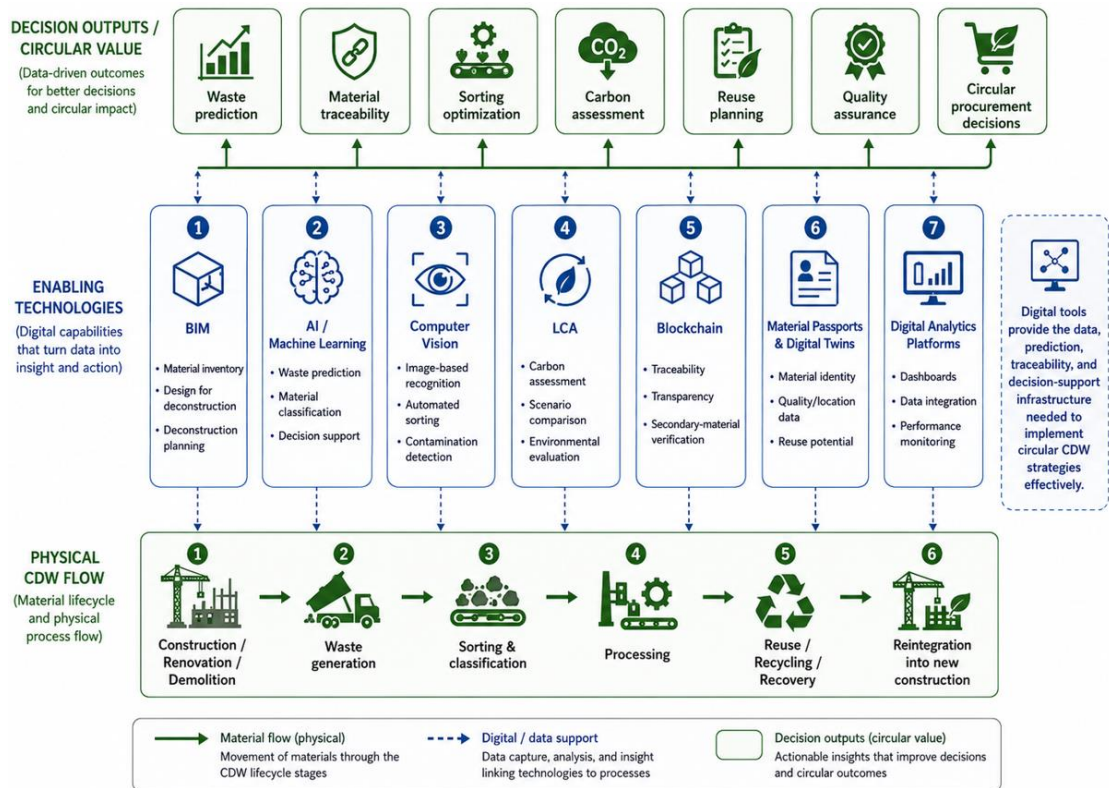 DECISION OUTPUTS /
CIRCULAR VALUE
(Data-driven outcomes
for better decisions
and circular impact)
Waste
prediction
Material
traceability
Sorting
optimization
CO2
Carbon
assessment
Reuse
planning
Quality
assurance
Circular
procurement
decisions
ENABLING
TECHNOLOGIES
(Digital capabilities
that turn data into
insight and action)
1
BIM
• Material inventory
• Design for
deconstruction
• Deconstruction
planning
2
AI /
Machine Learning
• Waste prediction
• Material
classification
• Decision support
3
Computer
Vision
• Image-based
recognition
• Automated
sorting
• Contamination
detection
4
LCA
• Carbon
assessment
• Scenario
comparison
• Environmental
evaluation
5
Blockchain
• Traceability
• Transparency
• Secondary-material
verification
6
Material Passports
& Digital Twins
• Material identity
• Quality/location
data
• Reuse potential
7
Digital Analytics
Platforms
• Dashboards
• Data integration
• Performance
monitoring
Digital tools
provide the data,
prediction,
traceability, and
decision-support
infrastructure
needed to
implement
circular CDW
strategies
effectively.
PHYSICAL
CDW FLOW
(Material lifecycle
and physical
process flow)
1
Construction /
Renovation /
Demolition
2
Waste
generation
3
Sorting &
classification
4
Processing
5
Reuse /
Recycling /
Recovery
6
Reintegration
into new
construction
Material flow (physical)
Movement of materials through the
CDW lifecycle stages
Digital / data support
Data capture, analysis, and insight
linking technologies to processes
Decision outputs (circular value)
Actionable insights that improve decisions
and circular outcomes